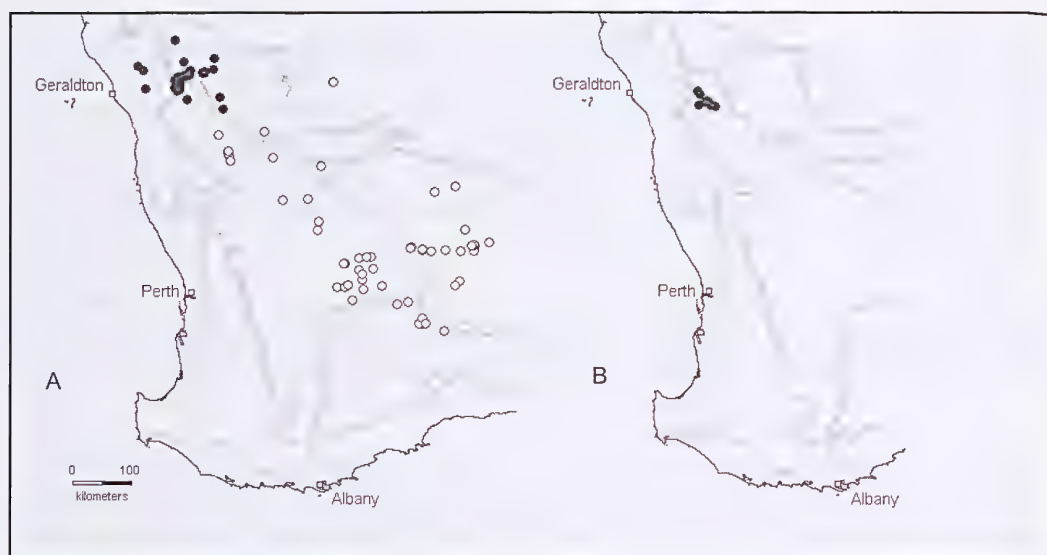 Geraldton
Perth
A
0 100
kilometers
Albany
Geraldton
Perth
B
Albany